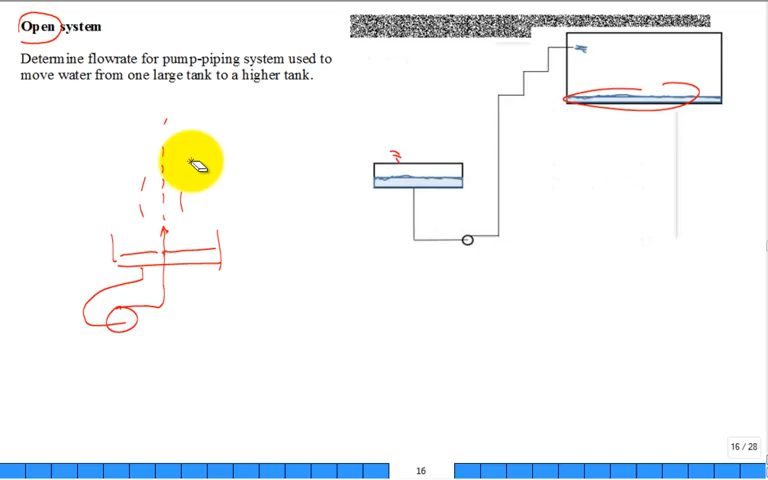 Open system
Determine flowrate for pump-piping system used to
move water from one large tank to a higher tank.
16 / 28
16